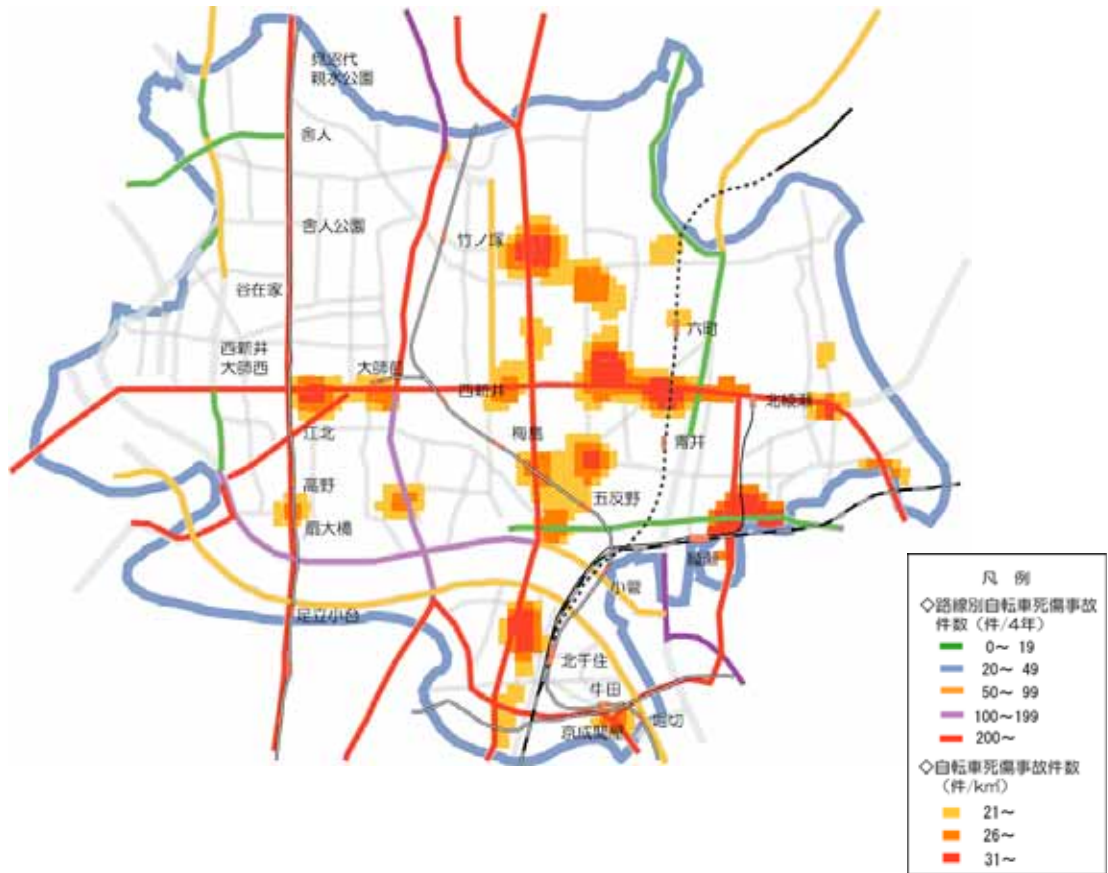 見沼代
親水公園
舎人
舎人公園
竹ノ塚
谷在家
六町
西新井
大師西
大師前
西新井
北綾瀬
江北
梅島
青井
高野
五反野
扇大橋
綾瀬
小菅
足立小台
北千住
牛田
堀切
京成関屋
凡 例
◇路線別自転車死傷事故
件数（件/4年）
0～ 19
20～ 49
50～ 99
100～199
200～
◇自転車死傷事故件数
（件/k㎡）
21～
26～
31～